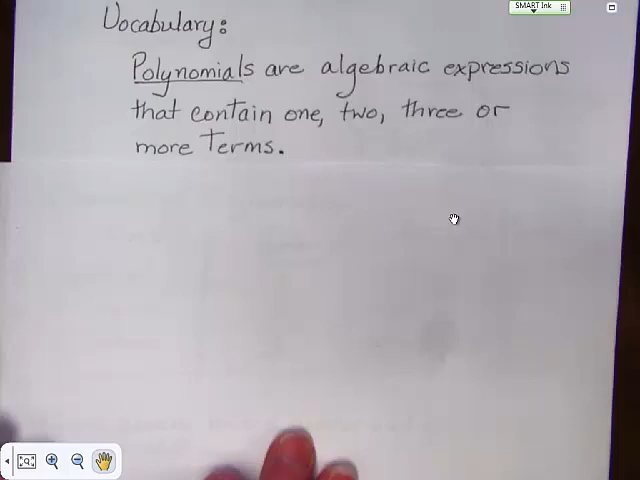 SMART Ink
Vocabulary:
Polynomials are algebraic expressions
that contain one, two, three or
more Terms.